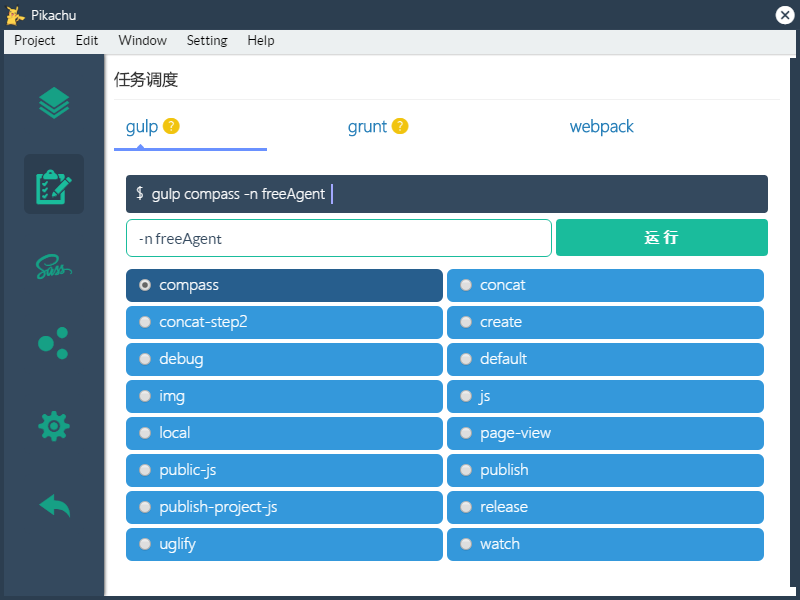 Pikachu
Project Edit Window Setting Help
任务调度
gulp ? grunt ? webpack
$ gulp compass -n freeAgent
-n freeAgent 运 行
Sass
compass concat
concat-step2 create
debug default
img js
local page-view
public-js publish
publish-project-js release
uglify watch